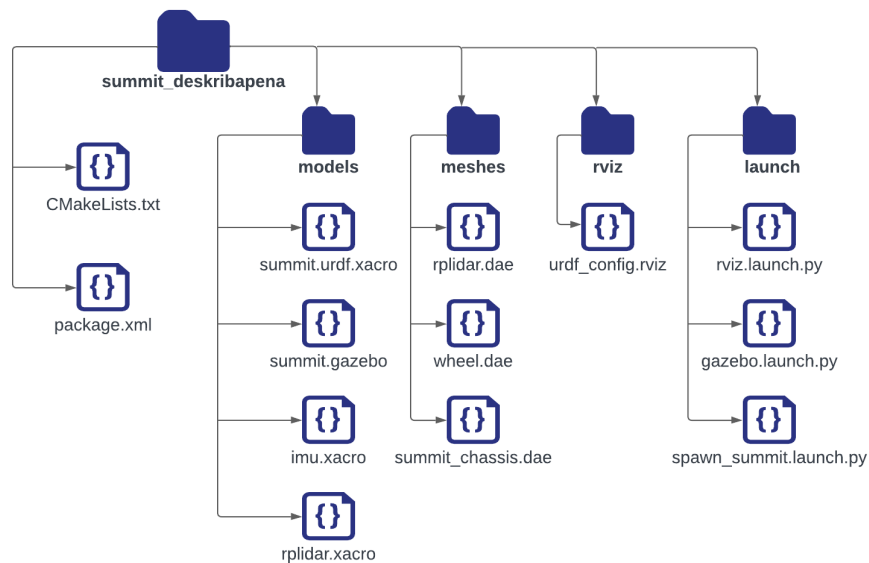 summit_deskribapena
models
meshes
rviz
launch
{}
CMakeLists.txt
{}
package.xml
{}
summit.urdf.xacro
{}
summit.gazebo
{}
imu.xacro
{}
rplidar.xacro
{}
rplidar.dae
{}
wheel.dae
{}
summit_chassis.dae
{}
urdf_config.rviz
{}
rviz.launch.py
{}
gazebo.launch.py
{}
spawn_summit.launch.py